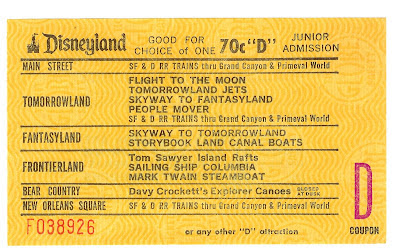 Disneyland GOOD FOR CHOICE of ONE 70c "D" JUNIOR ADMISSION
MAIN STREET SF & D RR TRAINS thru Grand Canyon & Primeval World
TOMORROWLAND
FLIGHT TO THE MOON
TOMORROWLAND JETS
SKYWAY TO FANTASYLAND
PEOPLE MOVER
SF & D RR TRAINS thru Grand Canyon & Primeval World
FANTASYLAND
SKYWAY TO TOMORROWLAND
STORYBOOK LAND CANAL BOATS
FRONTIERLAND
Tom Sawyer Island Rafts
SAILING SHIP COLUMBIA
MARK TWAIN STEAMBOAT
BEAR COUNTRY Davy Crockett's Explorer Canoes CLOSED AT DUSK
NEW ORLEANS SQUARE SF & D RR TRAINS thru Grand Canyon & Primeval World
F038926 or any other "D" attraction
D
COUPON